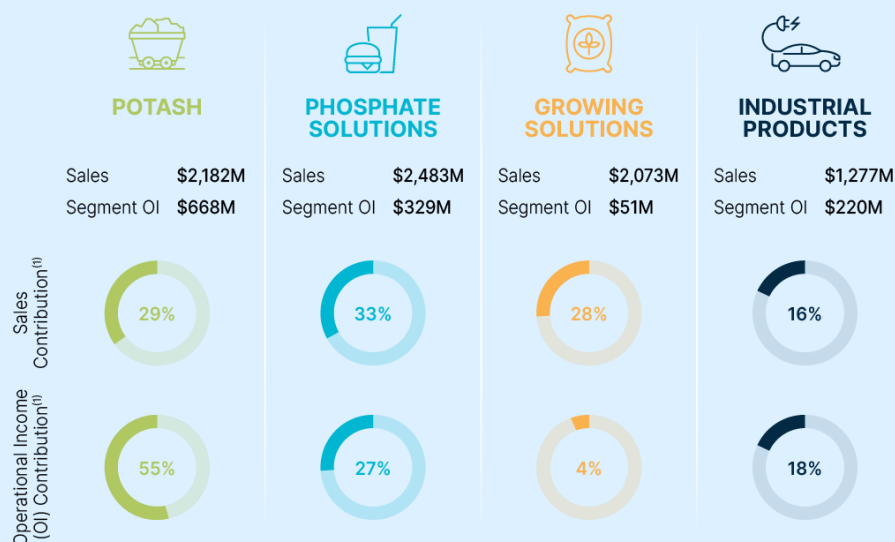 POTASH
PHOSPHATE
SOLUTIONS
GROWING
SOLUTIONS
INDUSTRIAL
PRODUCTS
Sales $2,182M
Segment OI $668M
Sales $2,483M
Segment OI $329M
Sales $2,073M
Segment OI $51M
Sales $1,277M
Segment OI $220M
Sales
Contribution(1)
29%
33%
28%
16%
Operational Income
(OI) Contribution(1)
55%
27%
4%
18%